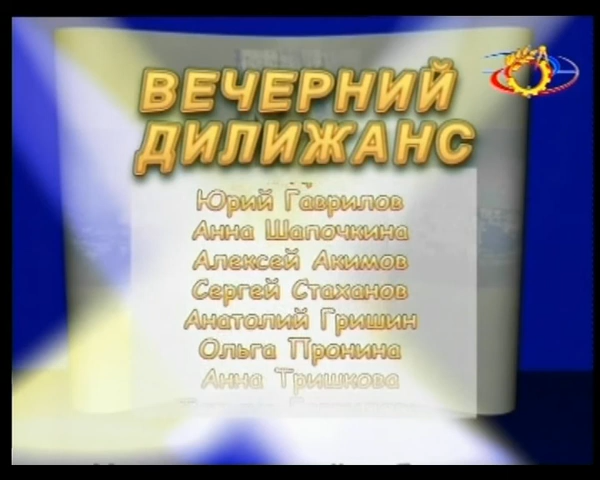 ВЕЧЕРНИЙ
ДИЛИЖАНС
Юрий Гаврилов
Анна Шапочкина
Алексей Акимов
Сергей Стаханов
Анатолий Гришин
Ольга Пронина
Анна Тришкова